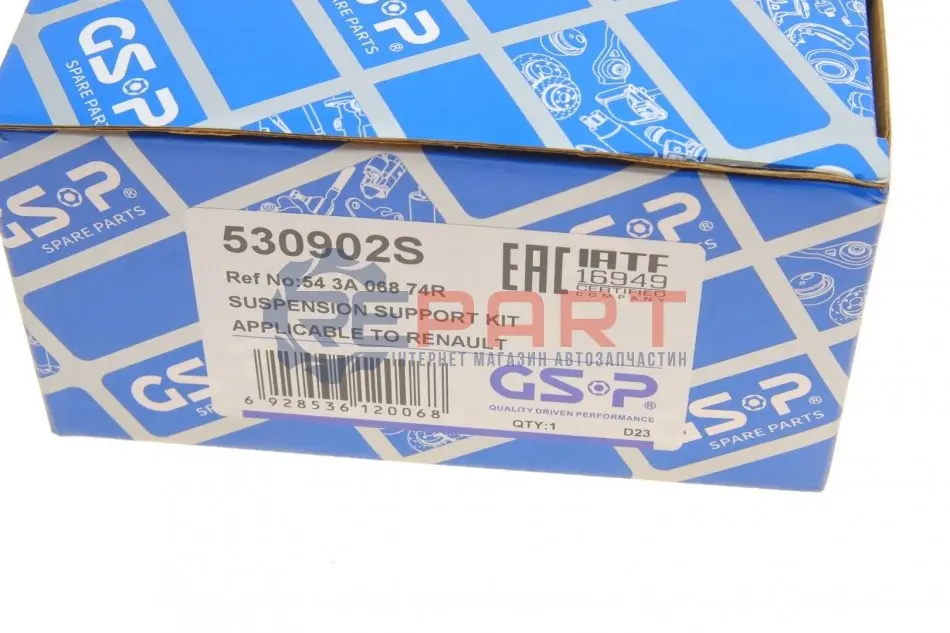 GSP®
SPARE PARTS
GSP
SPARE PARTS
GSP®
SPARE PARTS
530902S
Ref No:54 3A 068 74R
SUSPENSION SUPPORT KIT
APPLICABLE TO RENAULT
EAC
IATF
16949
CERTIFIED
COMPANY
REPART
ІНТЕРНЕТ МАГАЗИН АВТОЗАПЧАСТИН
6 928536 120068
GSP®
QUALITY DRIVEN PERFORMANCE
QTY:1
D23
GSP®
SPARE PARTS